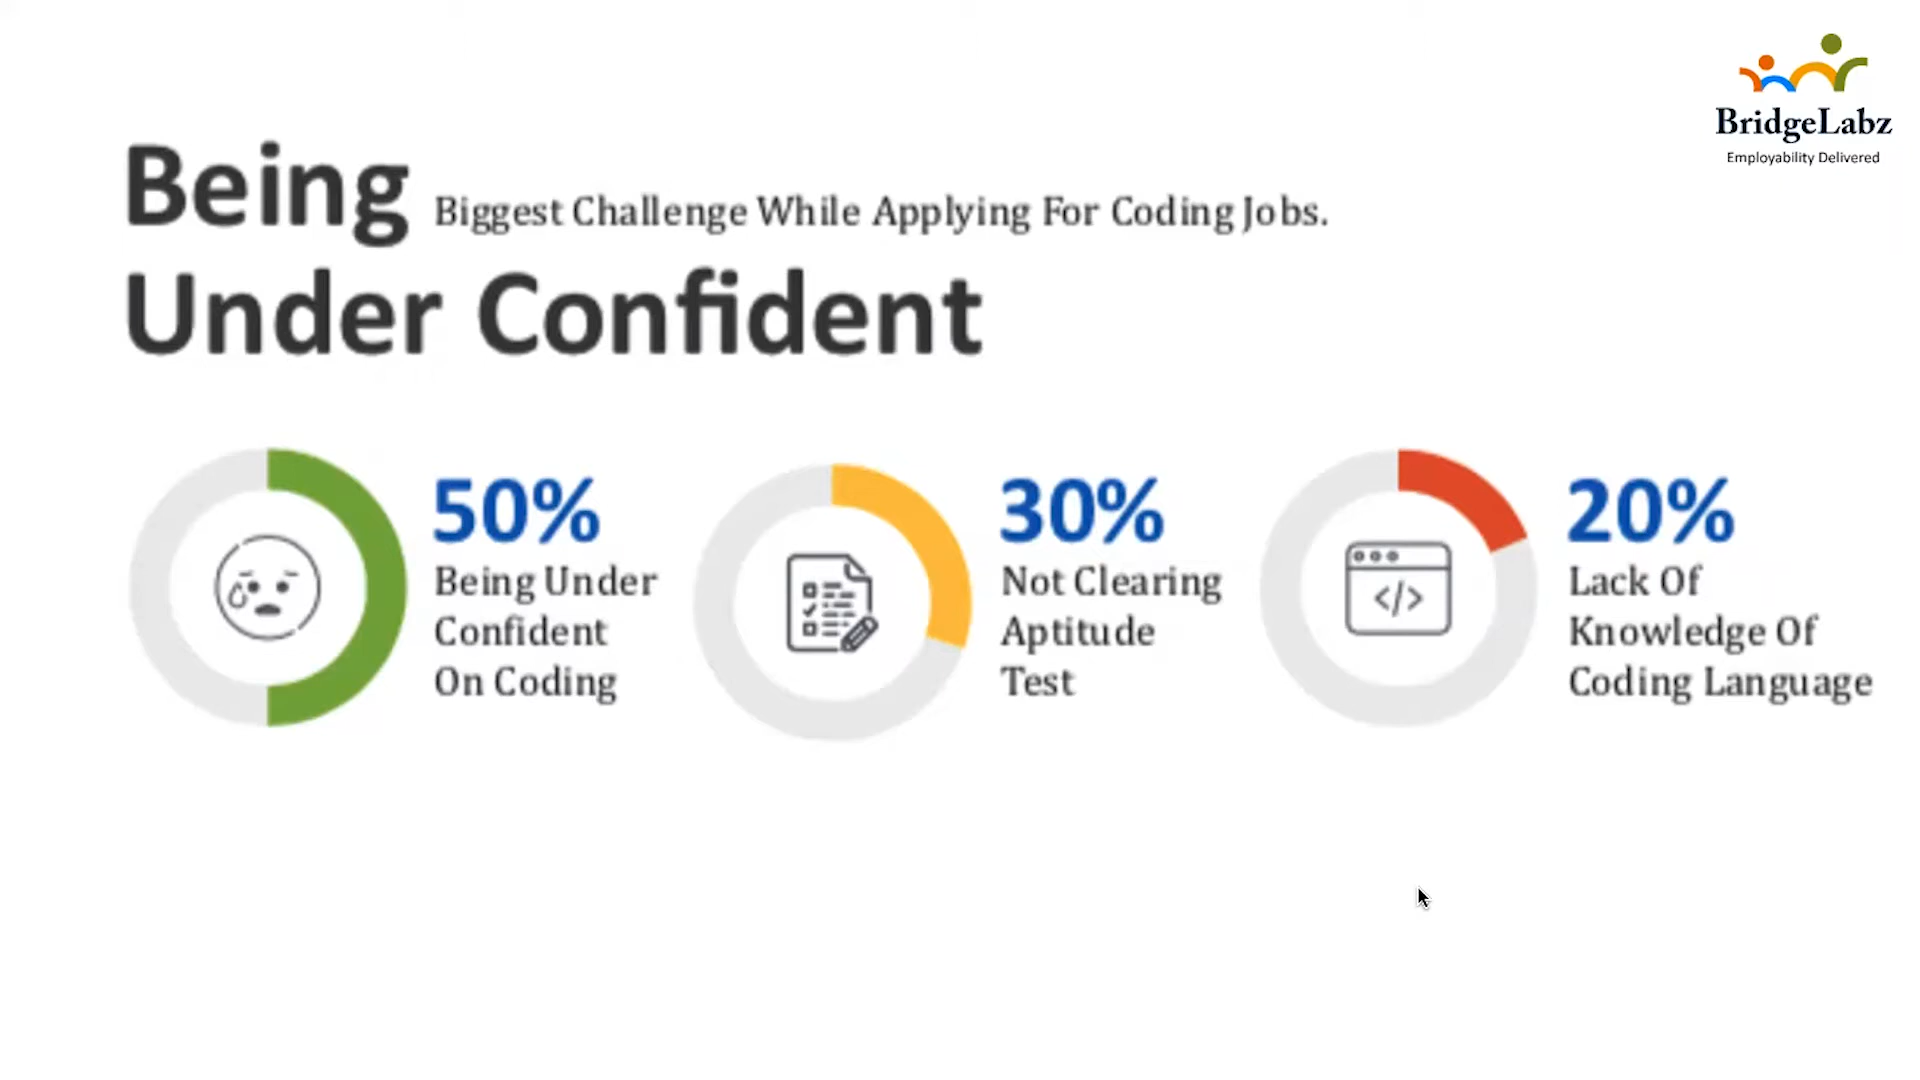 BridgeLabz
Employability Delivered
Being Biggest Challenge While Applying For Coding Jobs.
Under Confident
50%
Being Under
Confident
On Coding
30%
Not Clearing
Aptitude
Test
20%
Lack Of
Knowledge Of
Coding Language